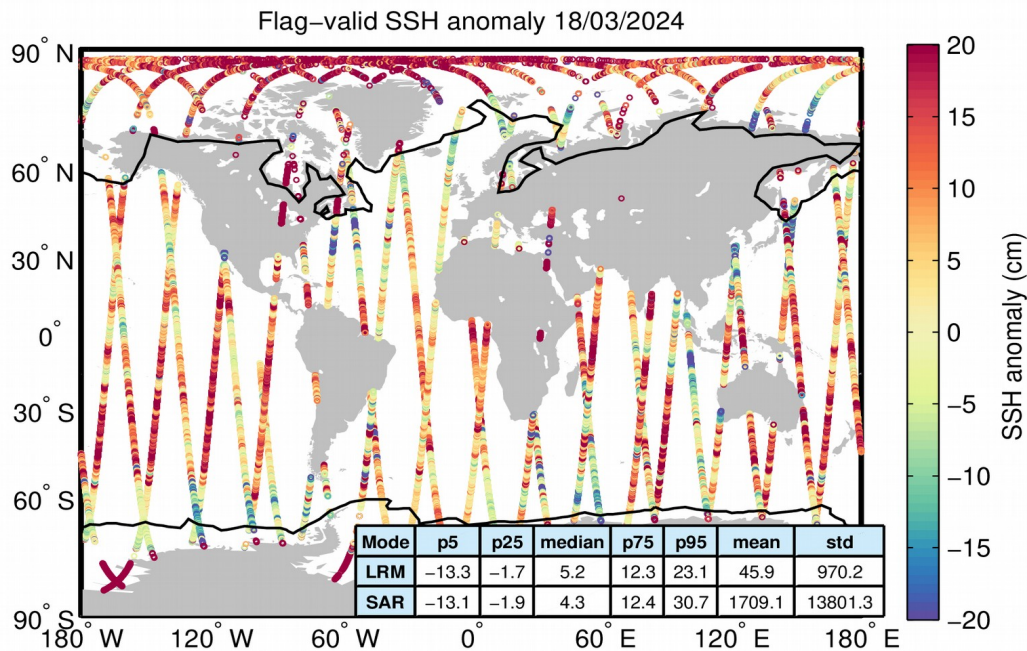 Flag−valid SSH anomaly 18/03/2024
90° N
60° N
30° N
0°
30° S
60° S
90° S
180° W
120° W
60° W
0°
60° E
120° E
180° E
Mode p5 p25 median p75 p95 mean std
LRM −13.3 −1.7 5.2 12.3 23.1 45.9 970.2
SAR −13.1 −1.9 4.3 12.4 30.7 1709.1 13801.3
20
15
10
5
0
−5
−10
−15
−20
SSH anomaly (cm)